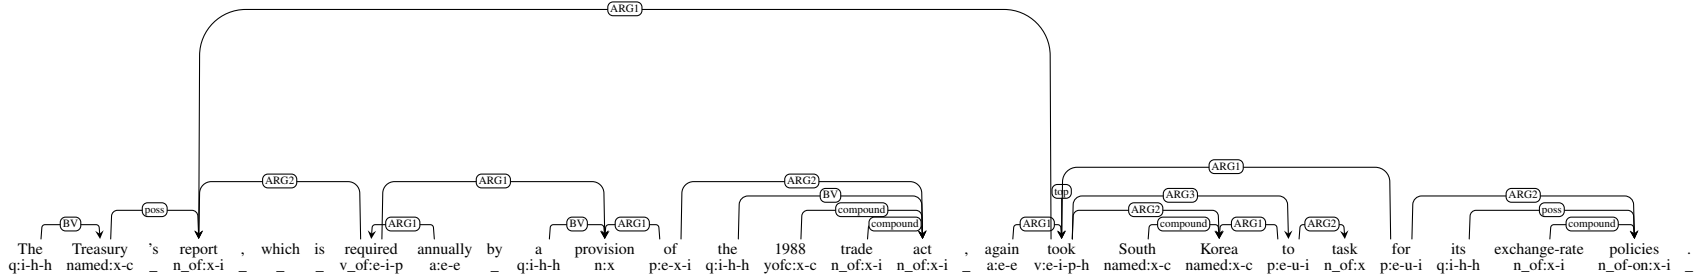 ARG1
ARG1
top
ARG2 ARG1 ARG2 ARG3 ARG2
BV
BV poss compound ARG2 poss
ARG1 BV ARG1 compound ARG1 compound ARG1 ARG2 compound
The Treasury 's report , which is required annually by a provision of the 1988 trade act , again took South Korea to task for its exchange-rate policies .
q:i-h-h named:x-c _ n_of:x-i _ _ _ v_of:e-i-p a:e-e _ q:i-h-h n:x p:e-x-i q:i-h-h yofc:x-c n_of:x-i n_of:x-i _ a:e-e v:e-i-p-h named:x-c named:x-c p:e-u-i n_of:x p:e-u-i q:i-h-h n_of:x-i n_of-on:x-i _